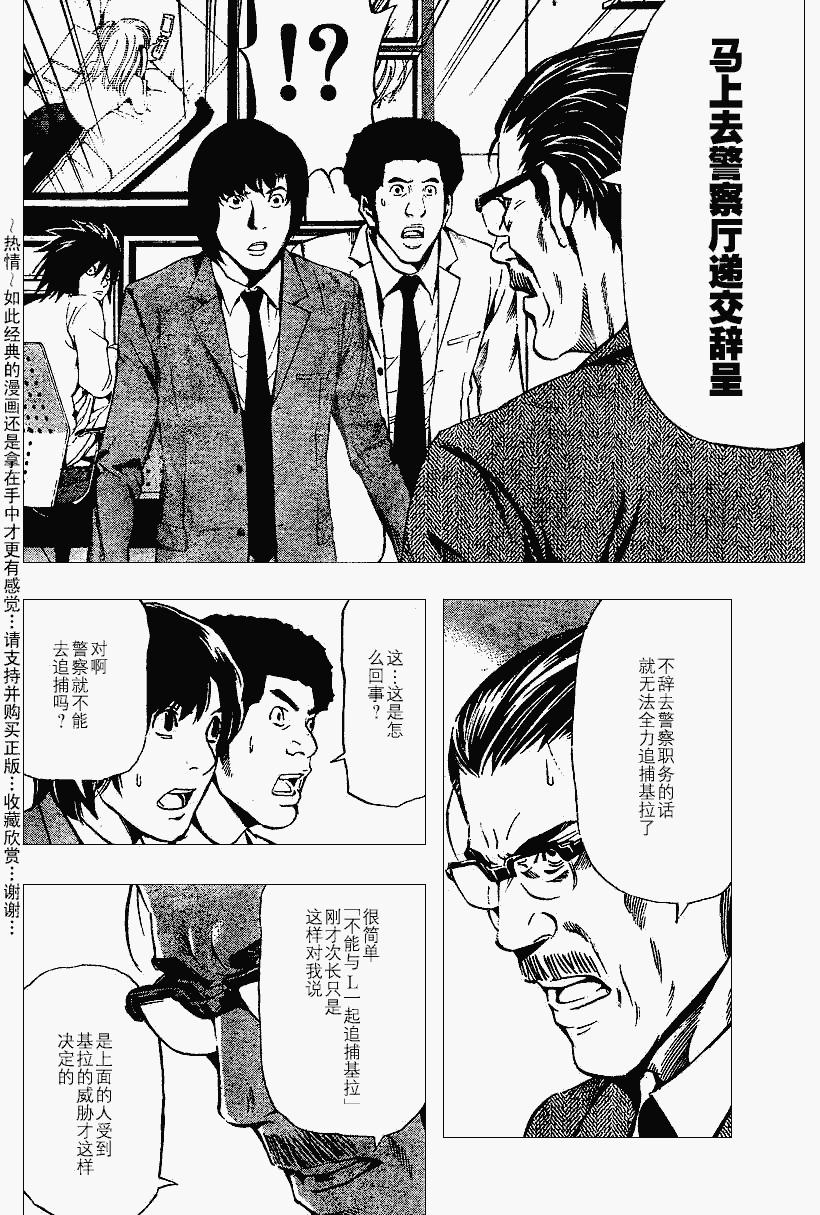 马上去警察厅递交辞呈
!?
不辞去警察职务的话
就无法全力追捕基拉了
这…这是怎
么回事?
对啊
警察就不能
去追捕吗?
很简单
「不能与L一起追捕基拉」
刚才次长只是
这样对我说
是上面的人受到
基拉的威胁才这样
决定的
~热情~如此经典的漫画还是拿在手中才更有感觉…请支持并购买正版…收藏欣赏…谢谢…